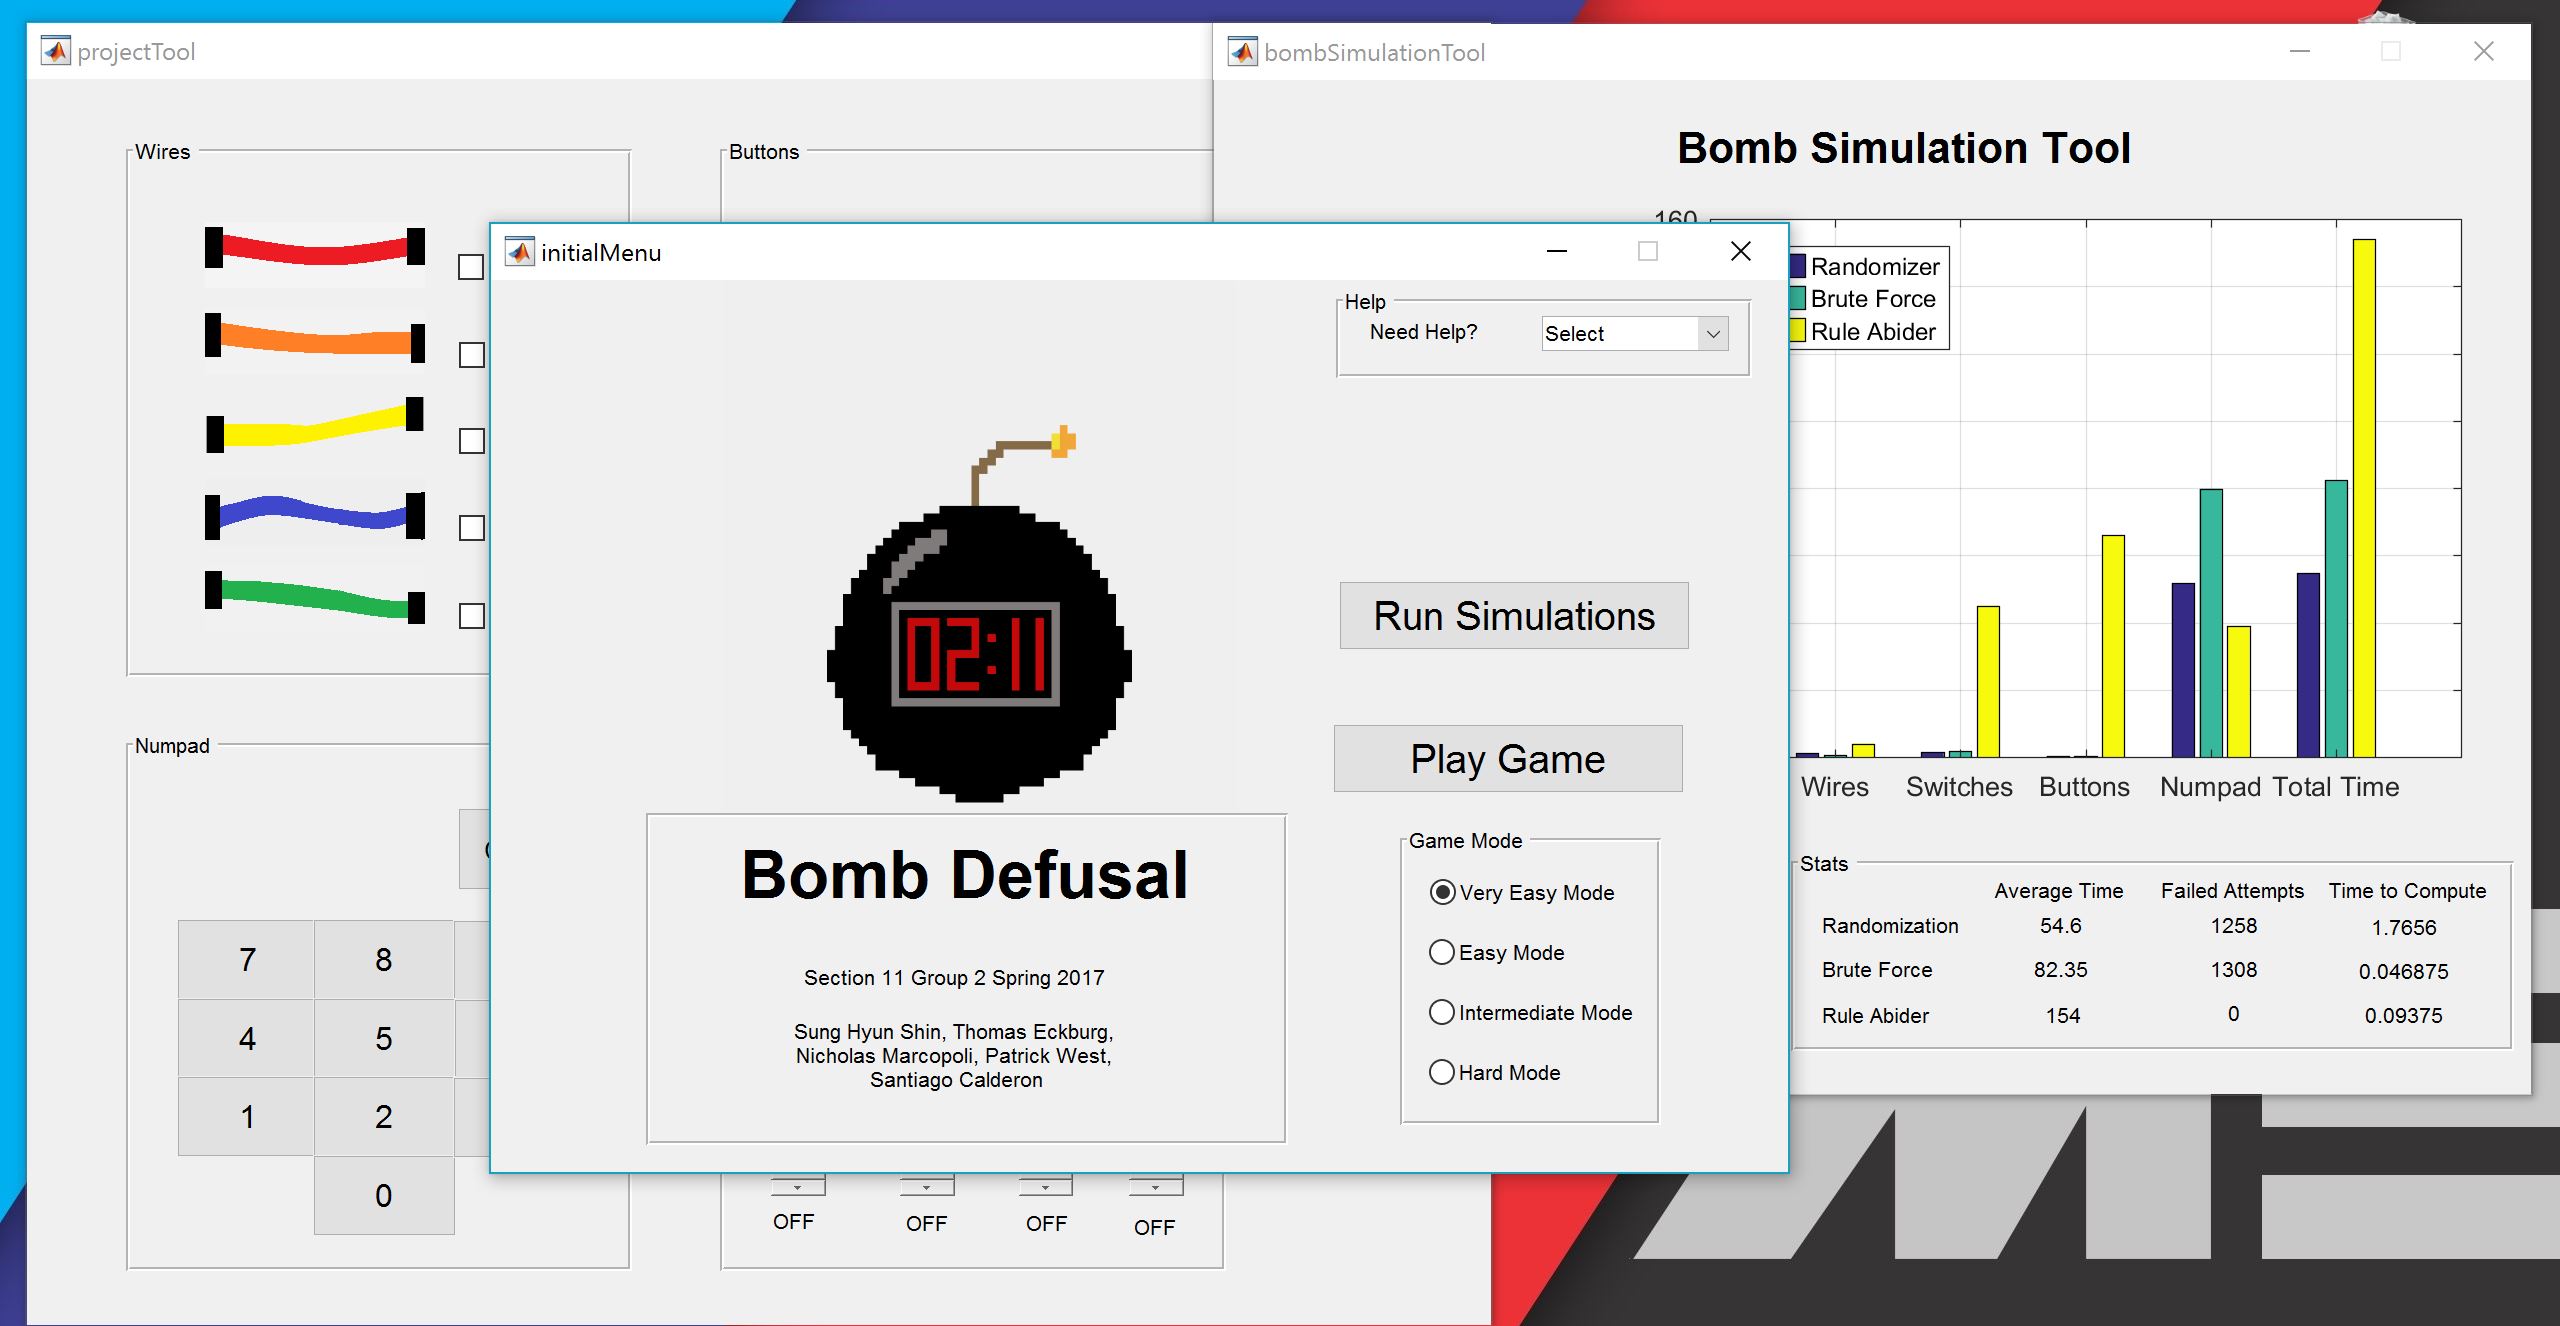 projectTool
Wires
Buttons
Numpad
7
8
4
5
1
2
0
OFF
OFF
OFF
OFF
initialMenu
Help
Need Help?
Select
02:11
Run Simulations
Play Game
Bomb Defusal
Section 11 Group 2 Spring 2017
Sung Hyun Shin, Thomas Eckburg,
Nicholas Marcopoli, Patrick West,
Santiago Calderon
Game Mode
Very Easy Mode
Easy Mode
Intermediate Mode
Hard Mode
bombSimulationTool
Bomb Simulation Tool
160
Randomizer
Brute Force
Rule Abider
Wires Switches Buttons Numpad Total Time
Stats
Average Time Failed Attempts Time to Compute
Randomization 54.6 1258 1.7656
Brute Force 82.35 1308 0.046875
Rule Abider 154 0 0.09375